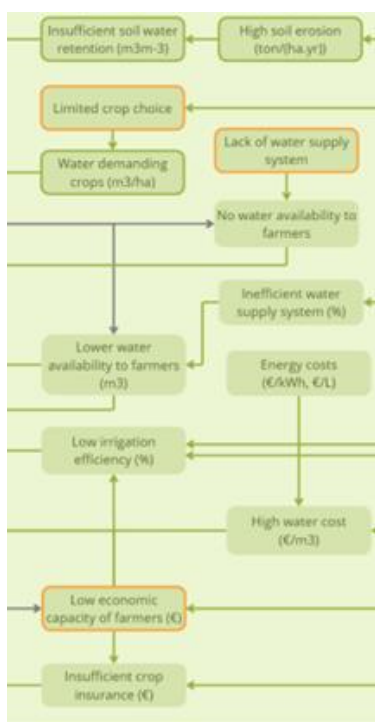 Insufficient soil water
retention (m3m-3)
High soil erosion
(ton/(ha.yr))
Limited crop choice
Lack of water supply
system
Water demanding
crops (m3/ha)
No water availability to
farmers
Inefficient water
supply system (%)
Lower water
availability to farmers
(m3)
Energy costs
(€/kWh, €/L)
Low irrigation
efficiency (%)
High water cost
(€/m3)
Low economic
capacity of farmers (€)
Insufficient crop
insurance (€)